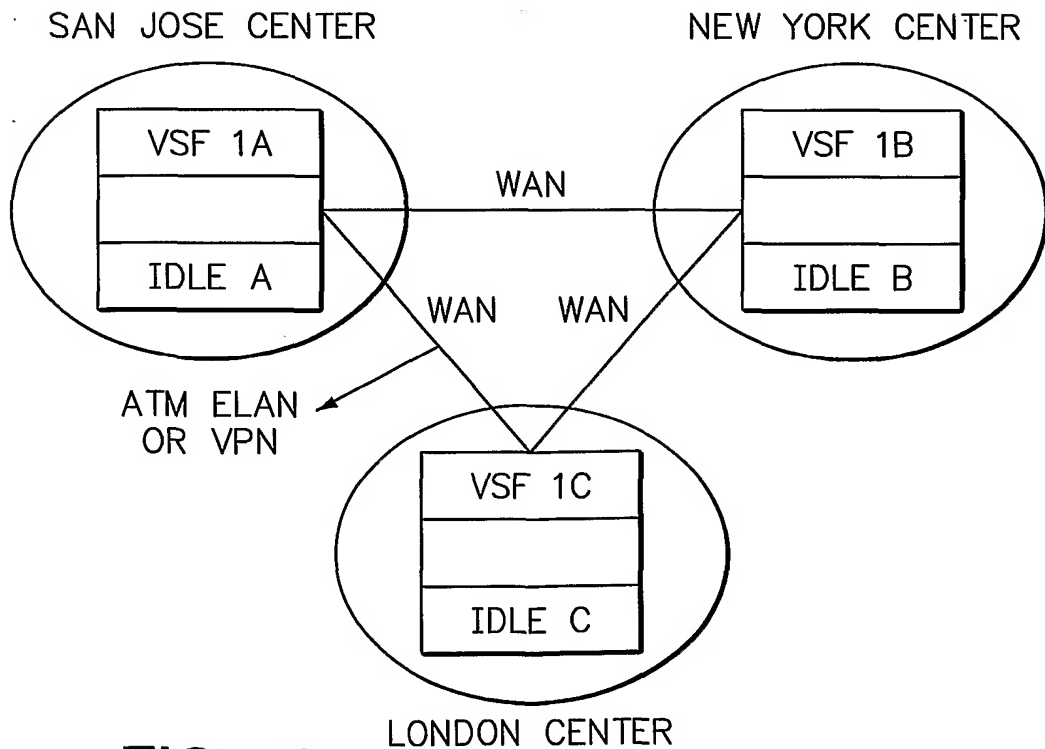 SAN JOSE CENTER
NEW YORK CENTER
VSF 1A
IDLE A
WAN
VSF 1B
IDLE B
WAN
WAN
ATM ELAN
OR VPN
VSF 1C
IDLE C
LONDON CENTER